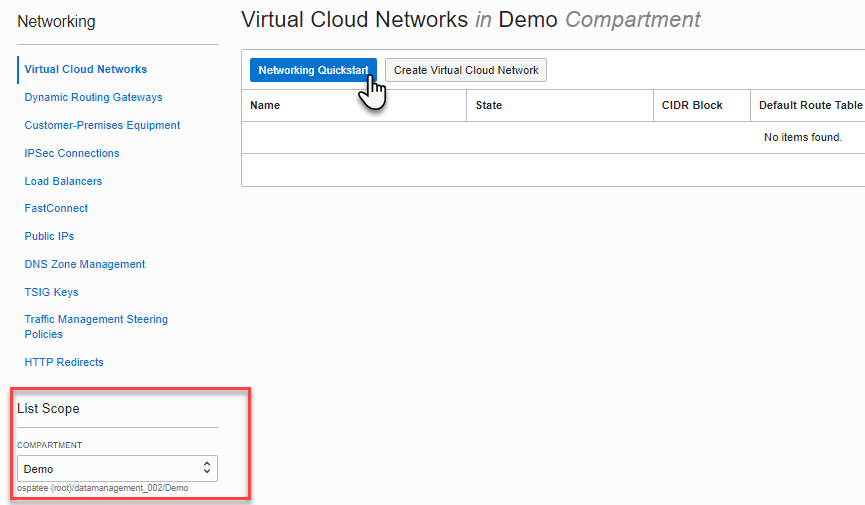 Networking
Virtual Cloud Networks in Demo Compartment
Virtual Cloud Networks
Dynamic Routing Gateways
Customer-Premises Equipment
IPSec Connections
Load Balancers
FastConnect
Public IPs
DNS Zone Management
TSIG Keys
Traffic Management Steering
Policies
HTTP Redirects
List Scope
COMPARTMENT
Demo
ospatee (root)/datamanagement_002/Demo
Networking Quickstart
Create Virtual Cloud Network
Name State CIDR Block Default Route Table
No items found.